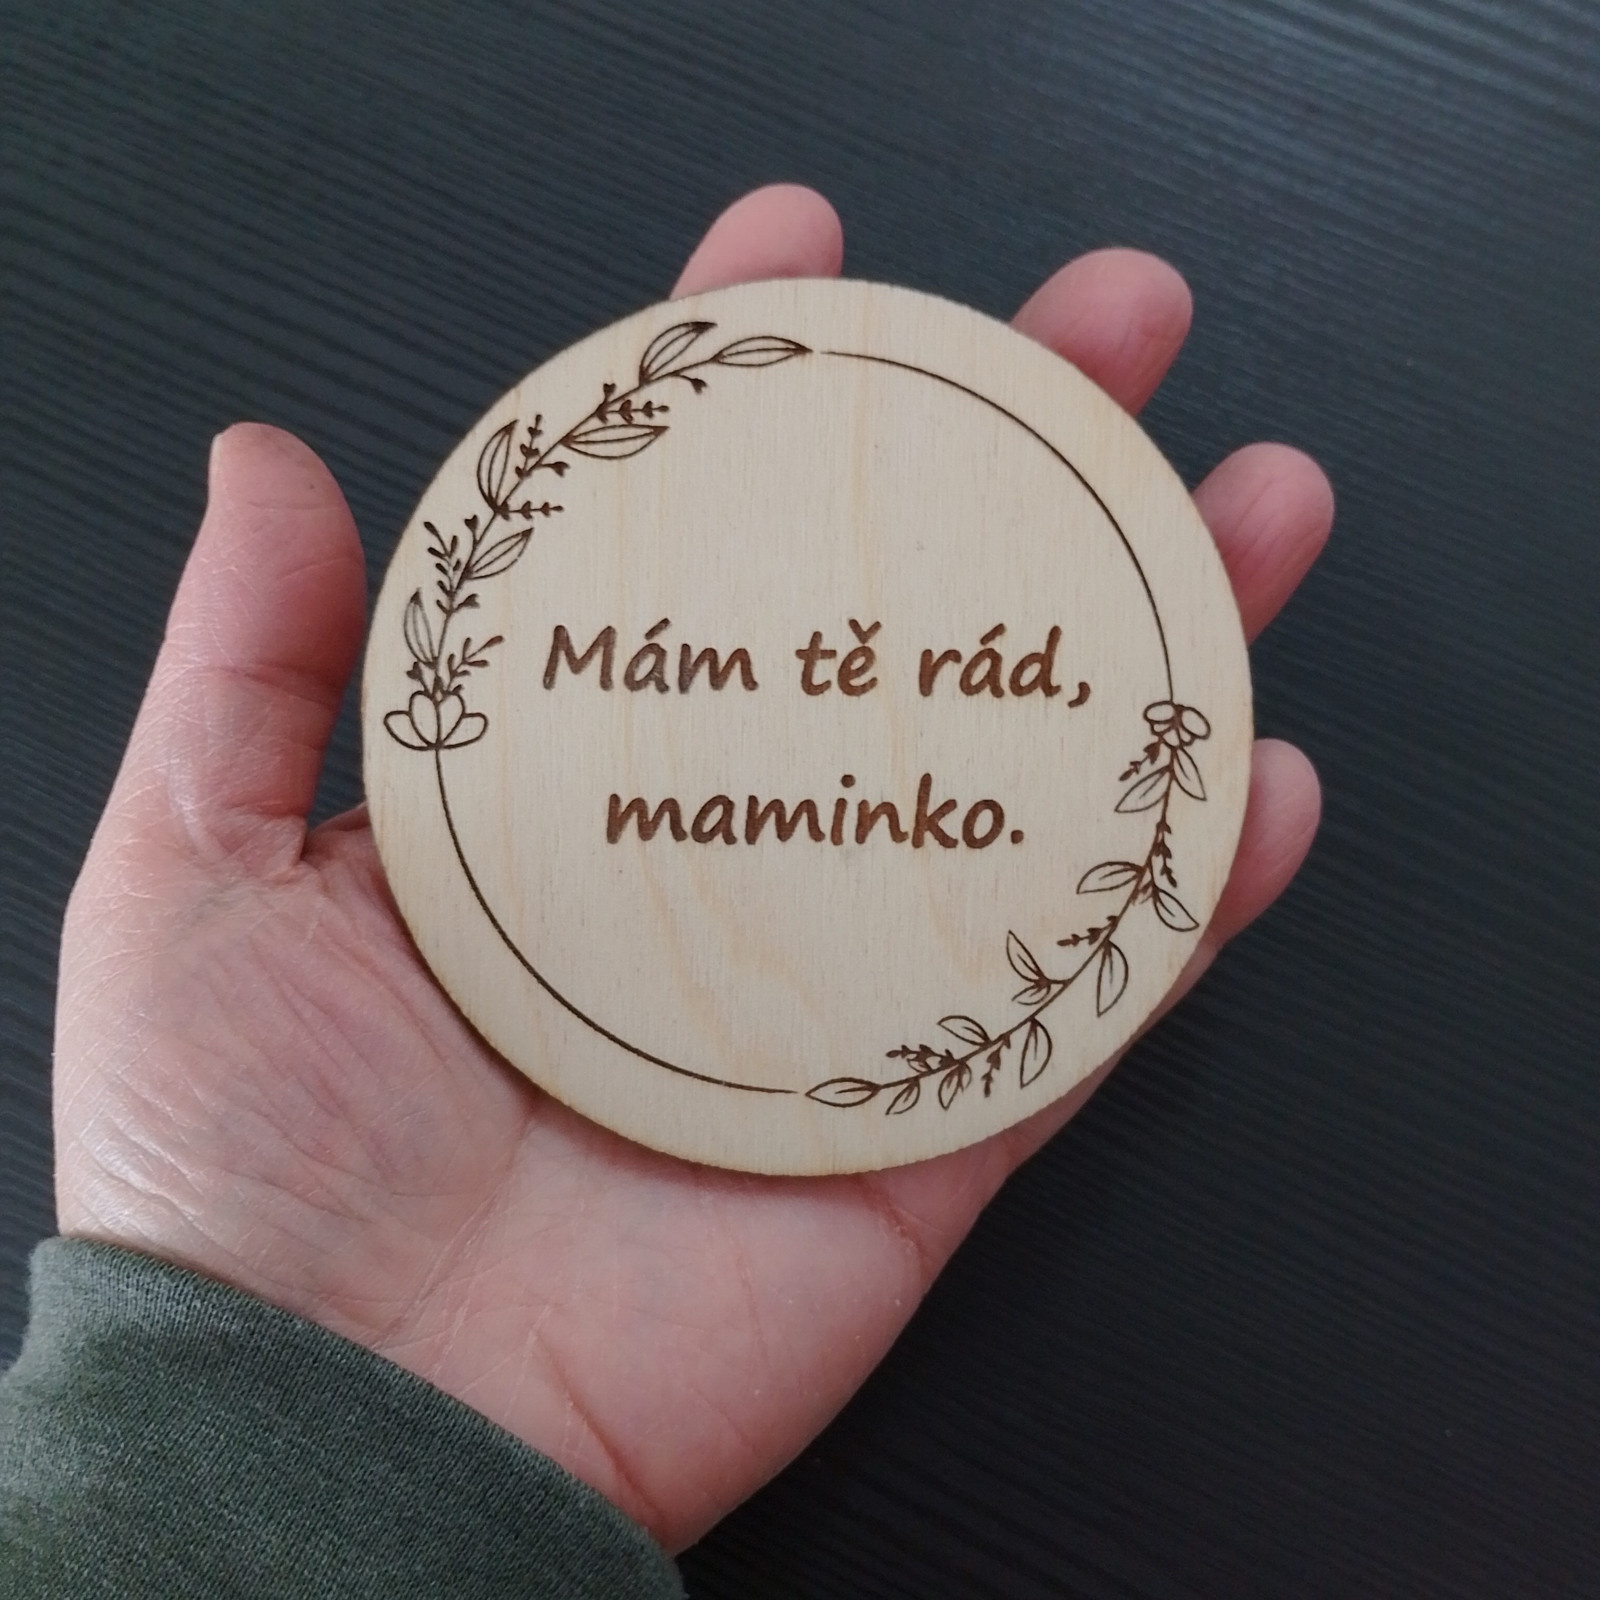 Mám tě rád,
maminko.